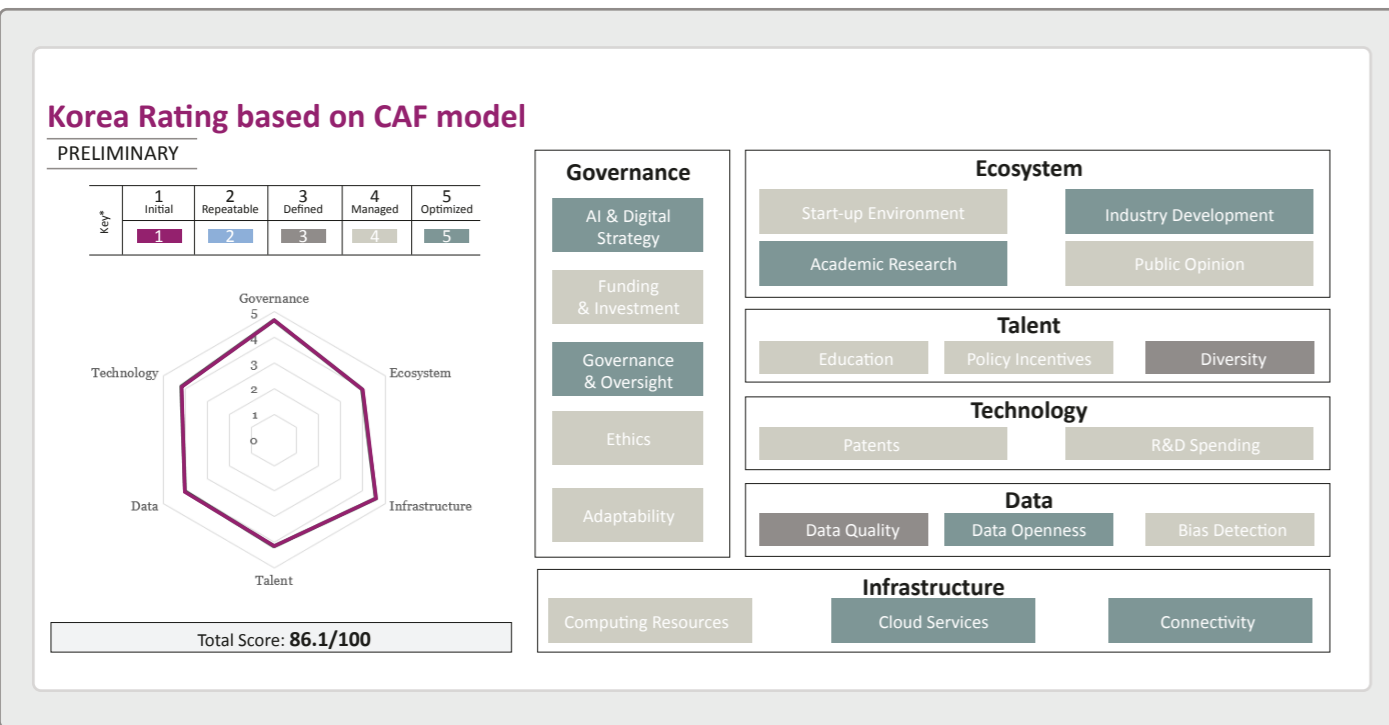 Korea Rating based on CAF model
PRELIMINARY
Key*
1
Initial
2
Repeatable
3
Defined
4
Managed
5
Optimized
1
2
3
4
5
Governance
5
4
3
2
1
0
Technology
Ecosystem
Data
Infrastructure
Talent
Total Score: 86.1/100
Governance
AI & Digital
Strategy
Funding
& Investment
Governance
& Oversight
Ethics
Adaptability
Ecosystem
Start-up Environment
Industry Development
Academic Research
Public Opinion
Talent
Education
Policy Incentives
Diversity
Technology
Patents
R&D Spending
Data
Data Quality
Data Openness
Bias Detection
Infrastructure
Computing Resources
Cloud Services
Connectivity